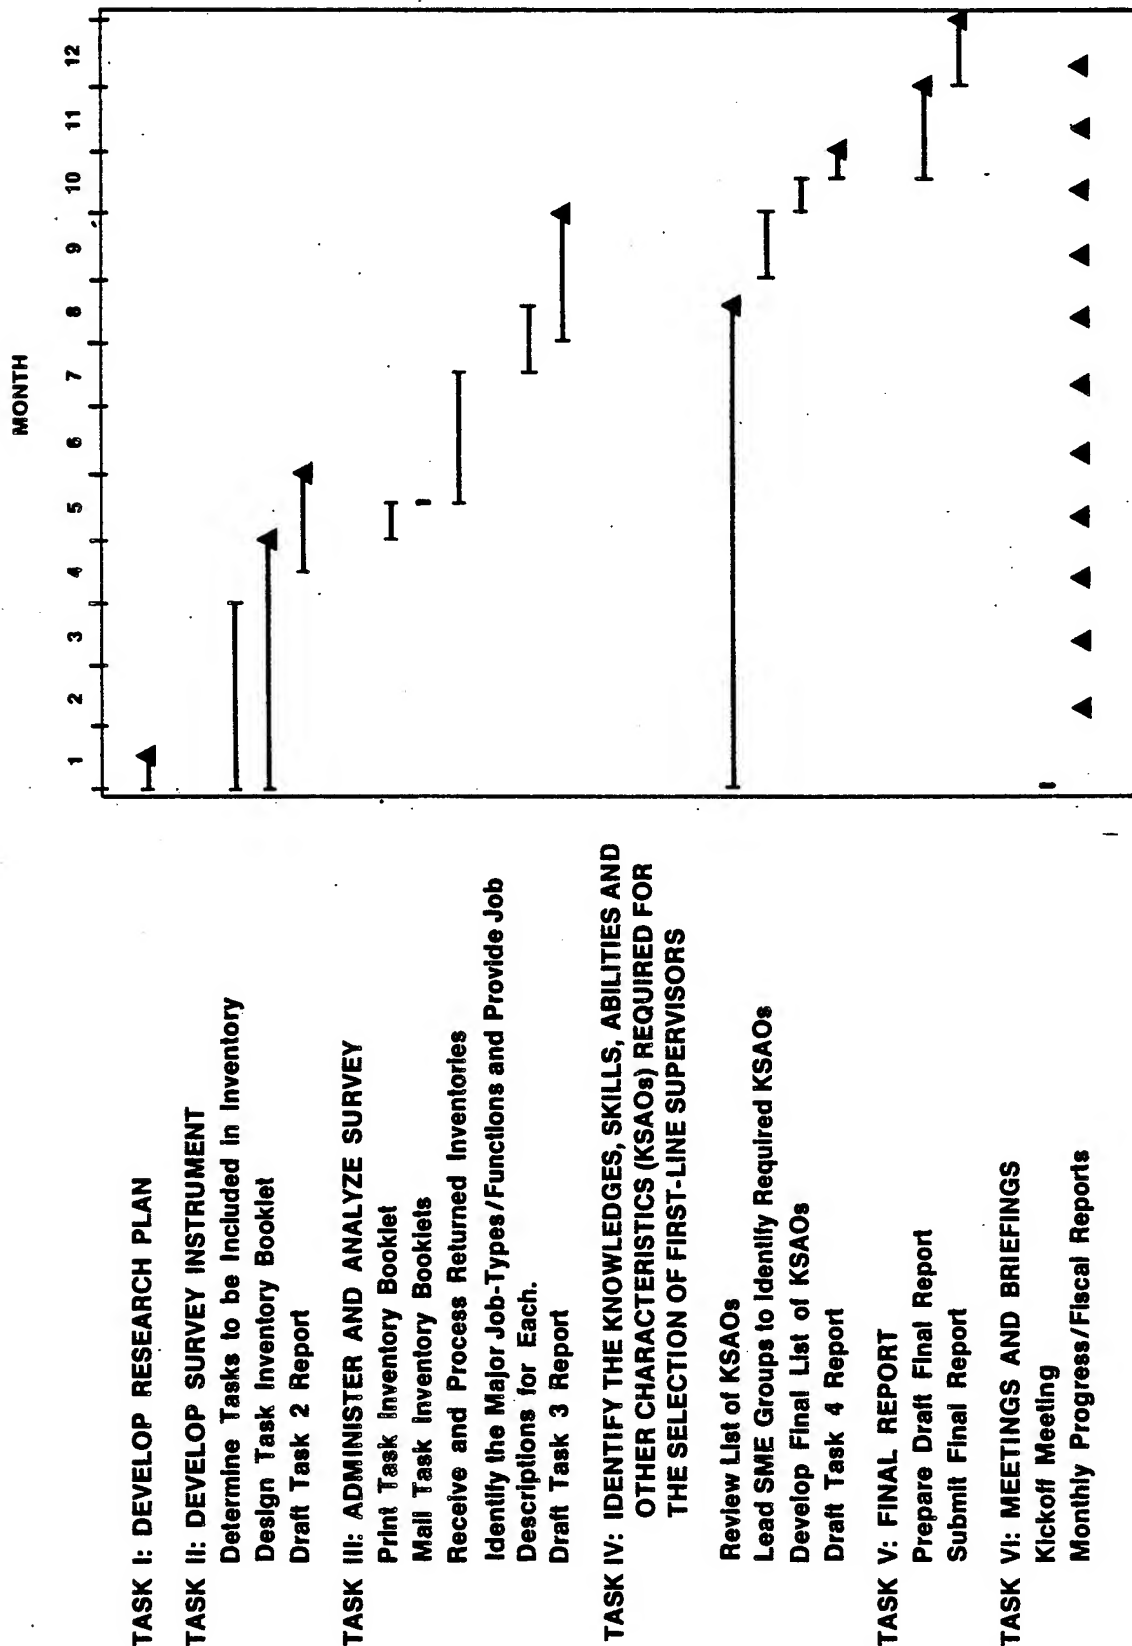 MONTH
1 2 3 4 5 6 7 8 9 10 11 12
TASK I: DEVELOP RESEARCH PLAN
TASK II: DEVELOP SURVEY INSTRUMENT
Determine Tasks to be Included in Inventory
Design Task Inventory Booklet
Draft Task 2 Report
TASK III: ADMINISTER AND ANALYZE SURVEY
Print Task Inventory Booklet
Mail Task Inventory Booklets
Receive and Process Returned Inventories
Identify the Major Job-Types/Functions and Provide Job
Descriptions for Each.
Draft Task 3 Report
TASK IV: IDENTIFY THE KNOWLEDGES, SKILLS, ABILITIES AND
OTHER CHARACTERISTICS (KSAOs) REQUIRED FOR
THE SELECTION OF FIRST-LINE SUPERVISORS
Review List of KSAOs
Lead SME Groups to Identify Required KSAOs
Develop Final List of KSAOs
Draft Task 4 Report
TASK V: FINAL REPORT
Prepare Draft Final Report
Submit Final Report
TASK VI: MEETINGS AND BRIEFINGS
Kickoff Meeting
Monthly Progress/Fiscal Reports